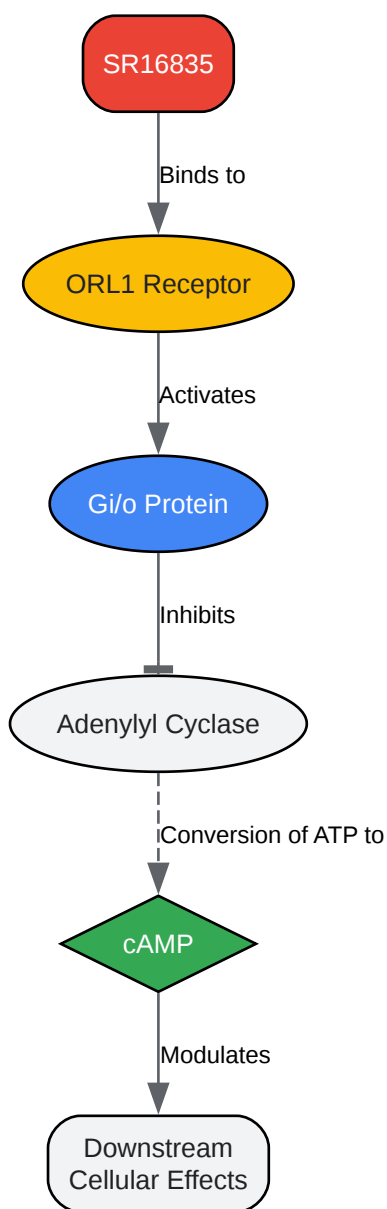 SR16835
Binds to
ORL1 Receptor
Activates
Gi/o Protein
Inhibits
Adenylyl Cyclase
Conversion of ATP to
cAMP
Modulates
Downstream
Cellular Effects